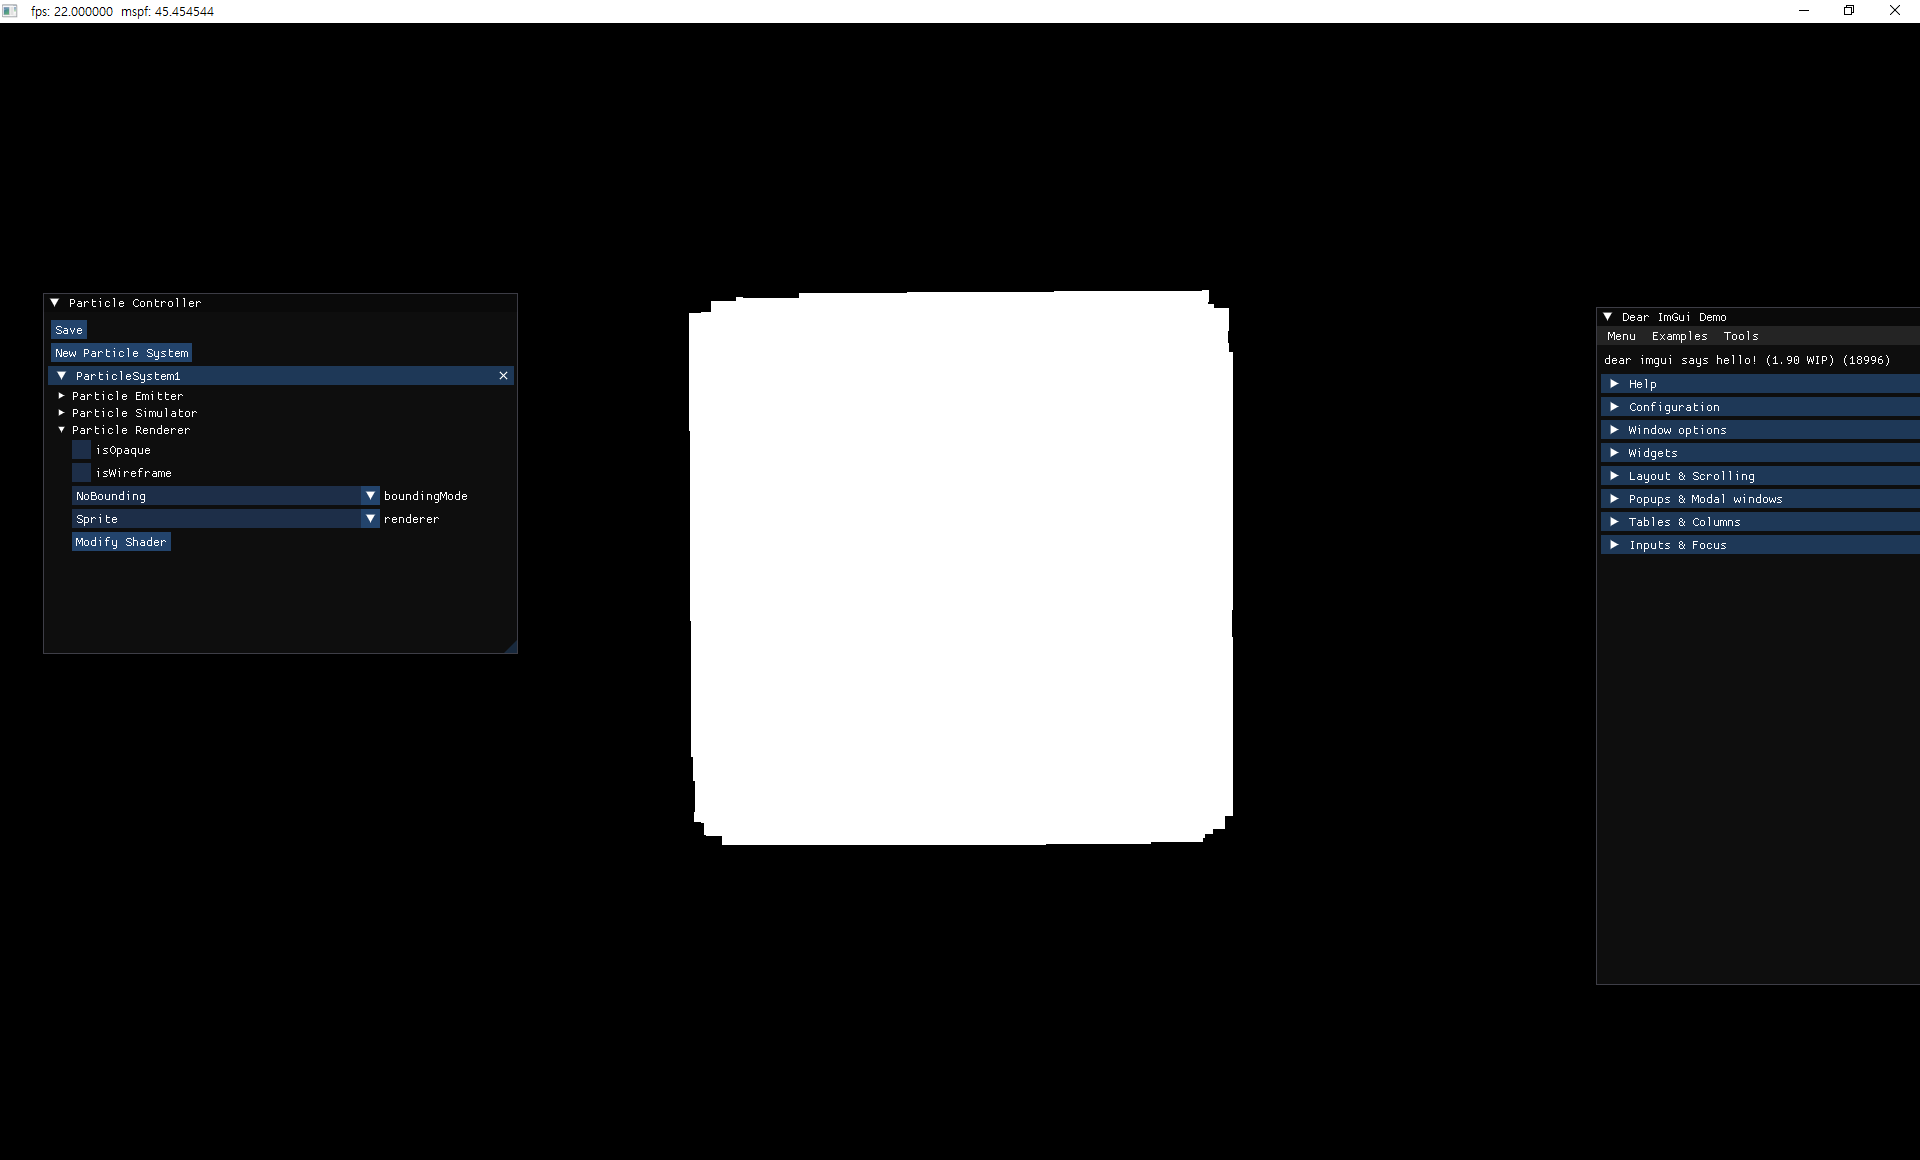 fps: 22.000000 mspf: 45.454544
Particle Controller
Save
New Particle System
ParticleSystem1
Particle Emitter
Particle Simulator
Particle Renderer
isOpaque
isWireframe
NoBounding boundingMode
Sprite renderer
Modify Shader
Dear ImGui Demo
Menu Examples Tools
dear imgui says hello! (1.90 WIP) (18996)
Help
Configuration
Window options
Widgets
Layout & Scrolling
Popups & Modal windows
Tables & Columns
Inputs & Focus